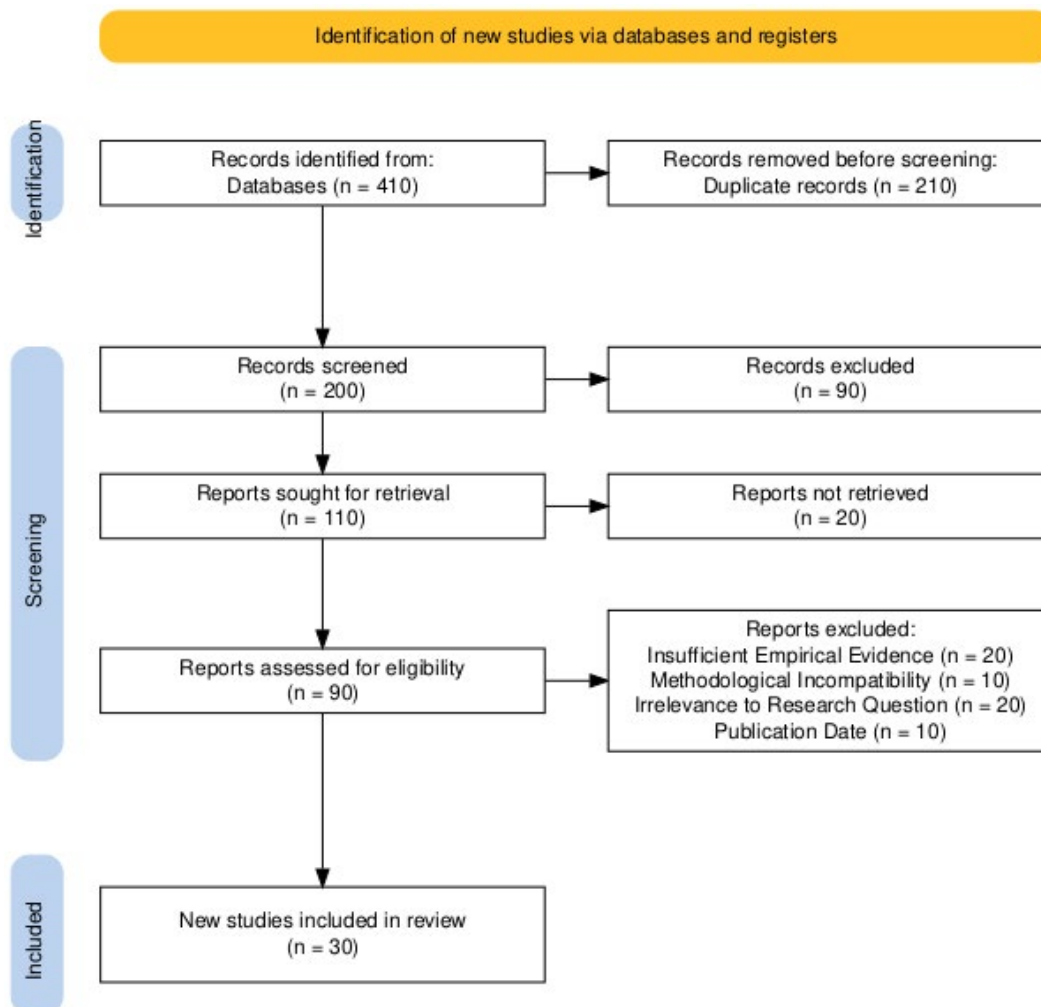 Identification of new studies via databases and registers
Identification
Records identified from:
Databases (n = 410)
Records removed before screening:
Duplicate records (n = 210)
Screening
Records screened
(n = 200)
Records excluded
(n = 90)
Reports sought for retrieval
(n = 110)
Reports not retrieved
(n = 20)
Reports assessed for eligibility
(n = 90)
Reports excluded:
Insufficient Empirical Evidence (n = 20)
Methodological Incompatibility (n = 10)
Irrelevance to Research Question (n = 20)
Publication Date (n = 10)
Included
New studies included in review
(n = 30)